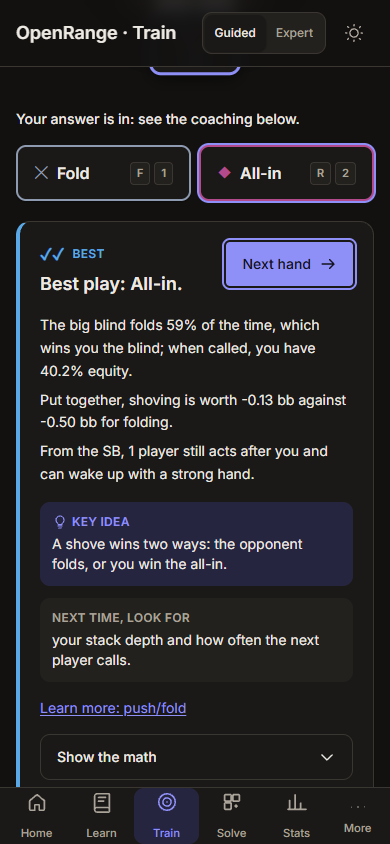 OpenRange · Train
Guided
Expert
Your answer is in: see the coaching below.
Fold
F
1
All-in
R
2
BEST
Best play: All-in.
Next hand →
The big blind folds 59% of the time, which
wins you the blind; when called, you have
40.2% equity.
Put together, shoving is worth -0.13 bb against
-0.50 bb for folding.
From the SB, 1 player still acts after you and
can wake up with a strong hand.
KEY IDEA
A shove wins two ways: the opponent
folds, or you win the all-in.
NEXT TIME, LOOK FOR
your stack depth and how often the next
player calls.
Learn more: push/fold
Show the math
Home
Learn
Train
Solve
Stats
More